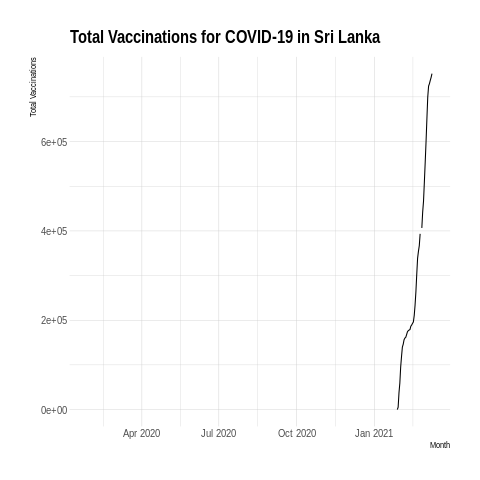 Total Vaccinations for COVID-19 in Sri Lanka
Total Vaccinations
6e+05
4e+05
2e+05
0e+00
Apr 2020
Jul 2020
Oct 2020
Jan 2021
Month